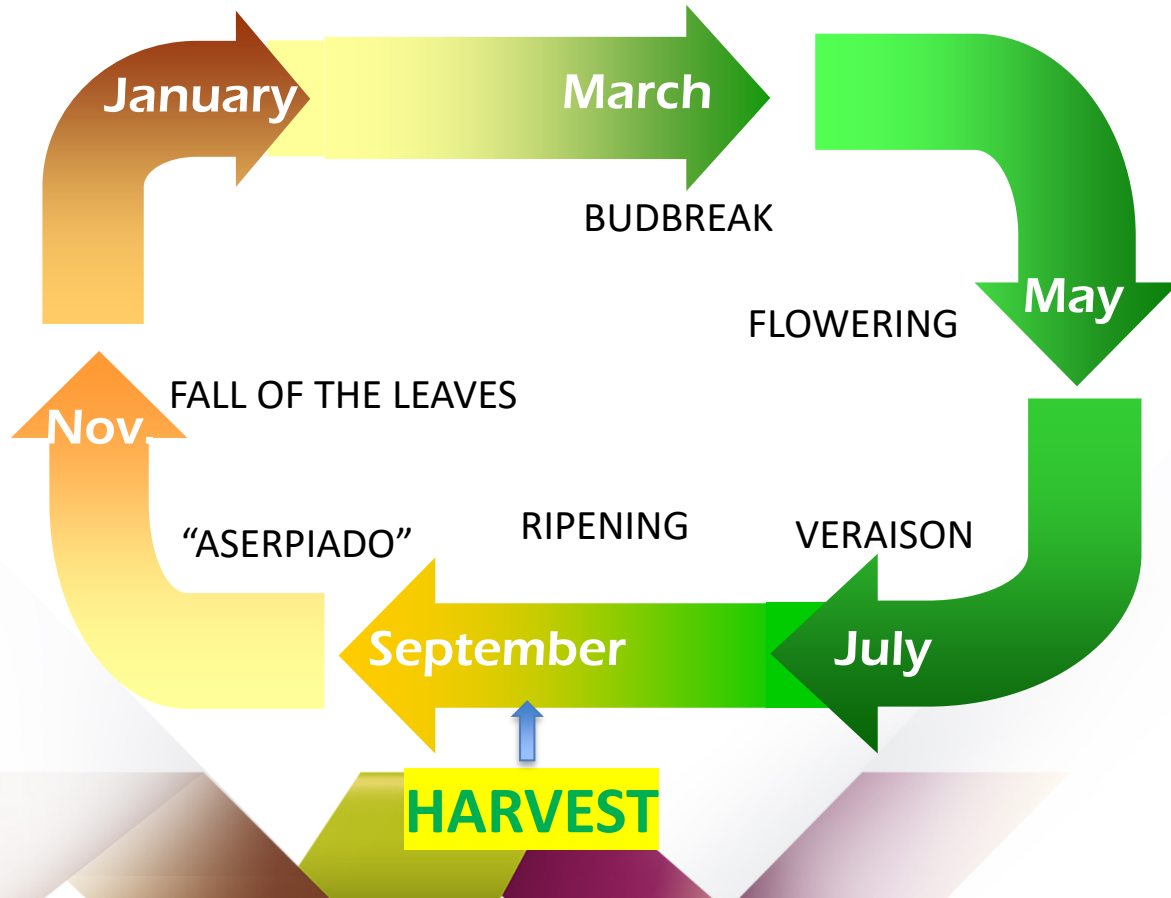 January
March
BUDBREAK
May
FLOWERING
FALL OF THE LEAVES
Nov.
“ASERPIADO”
RIPENING
VERAISON
September
July
HARVEST